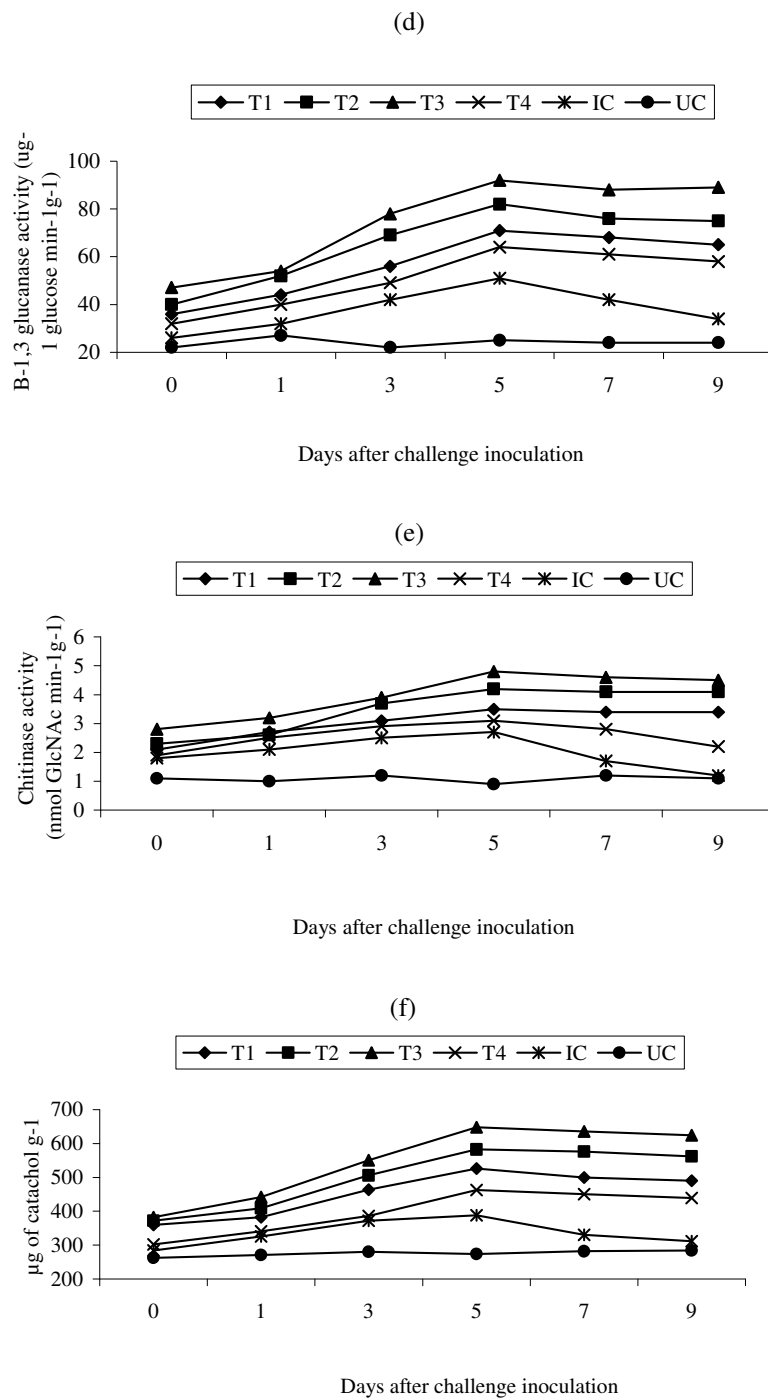 (d)
T1 T2 T3 T4 IC UC
B-1,3 glucanase activity (ug-
1 glucose min-1g-1)
100
80
60
40
20
0 1 3 5 7 9
Days after challenge inoculation
(e)
T1 T2 T3 T4 IC UC
Chitinase activity
(nmol GlcNAc min-1g-1)
6
5
4
3
2
1
0
0 1 3 5 7 9
Days after challenge inoculation
(f)
T1 T2 T3 T4 IC UC
µg of catachol g-1
700
600
500
400
300
200
0 1 3 5 7 9
Days after challenge inoculation